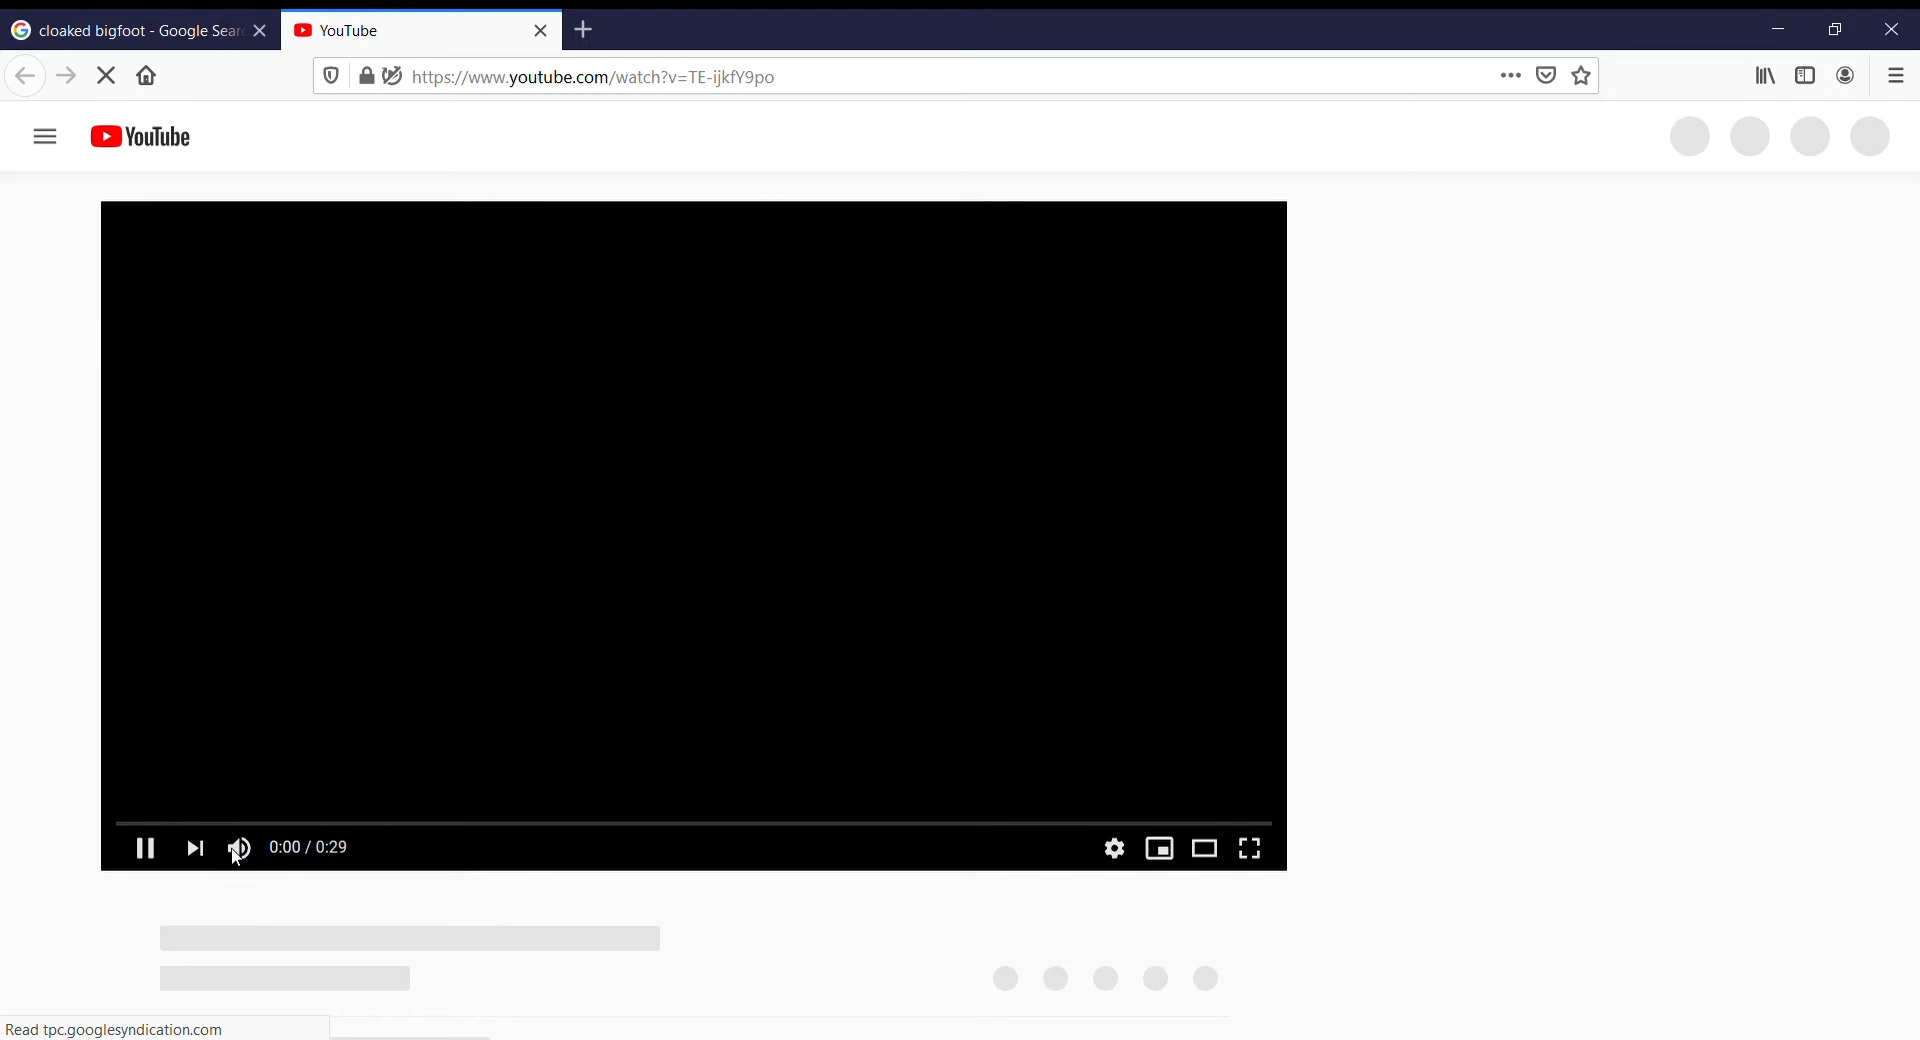 cloaked bigfoot - Google Sear
YouTube
https://www.youtube.com/watch?v=TE-ijkfY9po
YouTube
0:00 / 0:29
Read tpc.googlesyndication.com